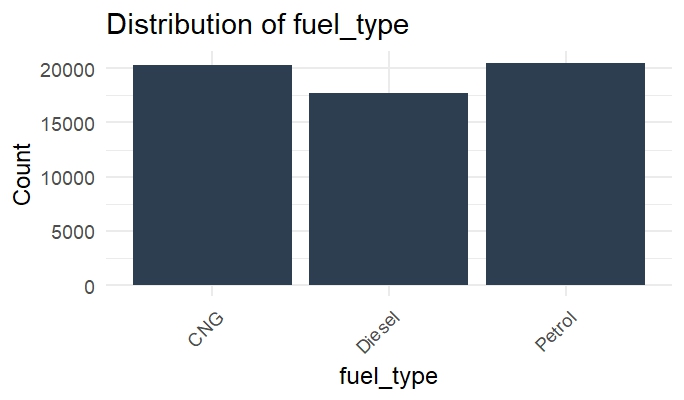 Distribution of fuel_type
Count
20000
15000
10000
5000
0
CNG
Diesel
Petrol
fuel_type